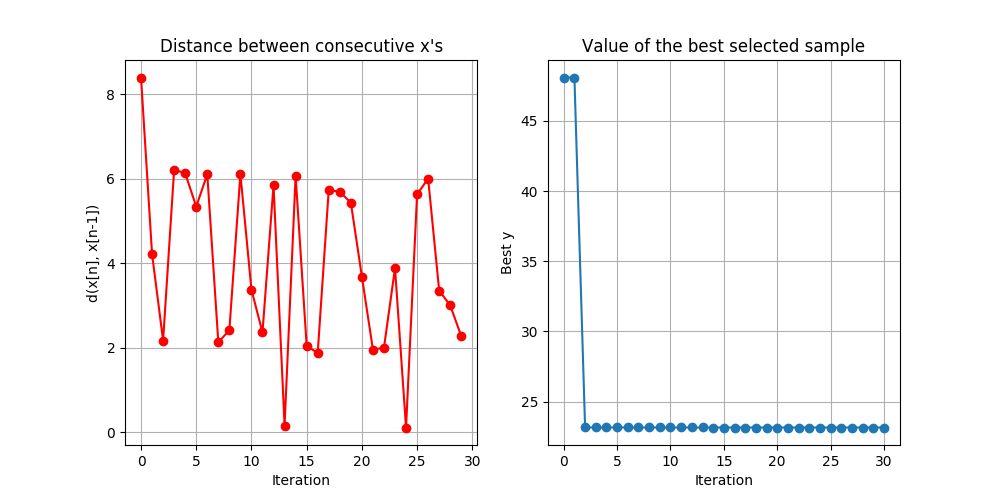 Distance between consecutive x's
d(x[n], x[n-1])
8
6
4
2
0
0 5 10 15 20 25 30
Iteration
Value of the best selected sample
Best y
45
40
35
30
25
0 5 10 15 20 25 30
Iteration